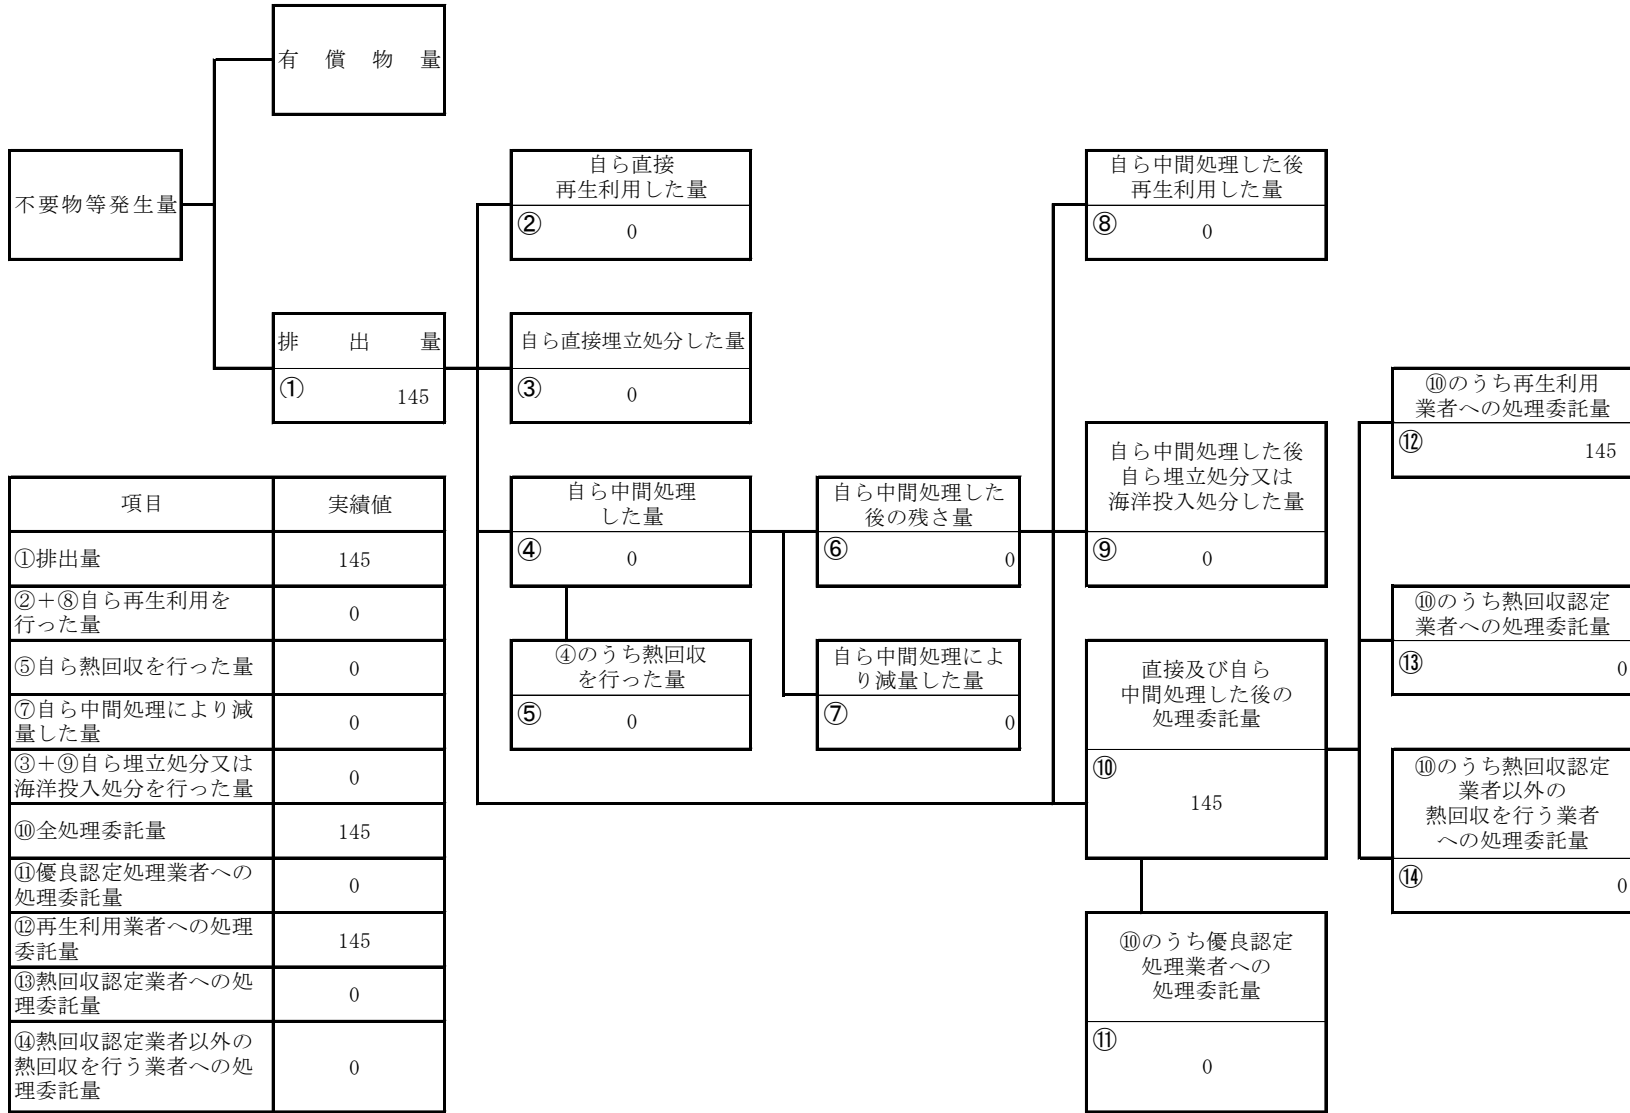 有償物量
不要物等発生量
排出量
①
145
自ら直接
再生利用した量
②
0
自ら直接埋立処分した量
③
0
自ら中間処理
した量
④
0
④のうち熱回収
を行った量
⑤
0
自ら中間処理した
後の残さ量
⑥
0
自ら中間処理によ
り減量した量
⑦
0
自ら中間処理した後
再生利用した量
⑧
0
自ら中間処理した後
自ら埋立処分又は
海洋投入処分した量
⑨
0
直接及び自ら
中間処理した後の
処理委託量
⑩
145
⑩のうち優良認定
処理業者への
処理委託量
⑪
0
⑩のうち再生利用
業者への処理委託量
⑫
145
⑩のうち熱回収認定
業者への処理委託量
⑬
0
⑩のうち熱回収認定
業者以外の
熱回収を行う業者
への処理委託量
⑭
0
項目 実績値
①排出量 145
②＋⑧自ら再生利用を
行った量 0
⑤自ら熱回収を行った量 0
⑦自ら中間処理により減
量した量 0
③＋⑨自ら埋立処分又は
海洋投入処分を行った量 0
⑩全処理委託量 145
⑪優良認定処理業者への
処理委託量 0
⑫再生利用業者への処理
委託量 145
⑬熱回収認定業者への処
理委託量 0
⑭熱回収認定業者以外の
熱回収を行う業者への処
理委託量 0